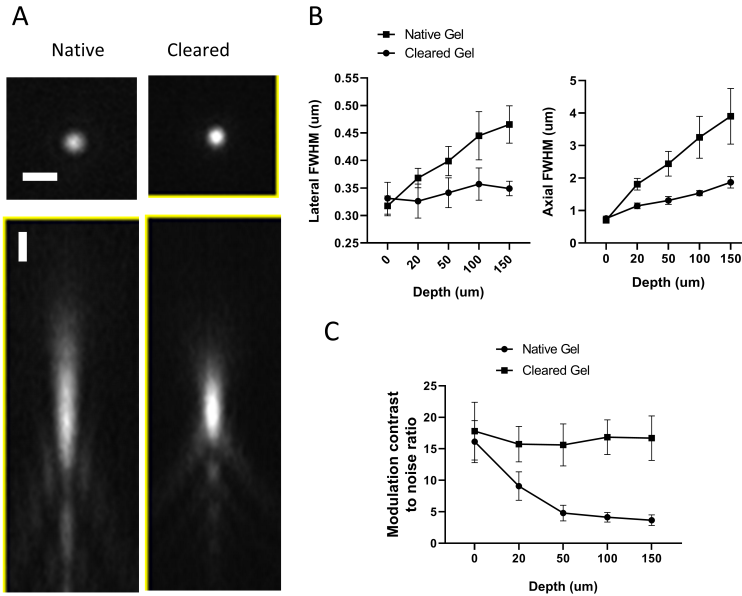 A
Native
Cleared
B
Native Gel
Cleared Gel
Lateral FWHM (um)
0.55
0.50
0.45
0.40
0.35
0.30
0.25
0
20
50
100
150
Depth (um)
Axial FWHM (um)
5
4
3
2
1
0
0
20
50
100
150
Depth (um)
C
Native Gel
Cleared Gel
Modulation contrast
to noise ratio
25
20
15
10
5
0
0
20
50
100
150
Depth (um)